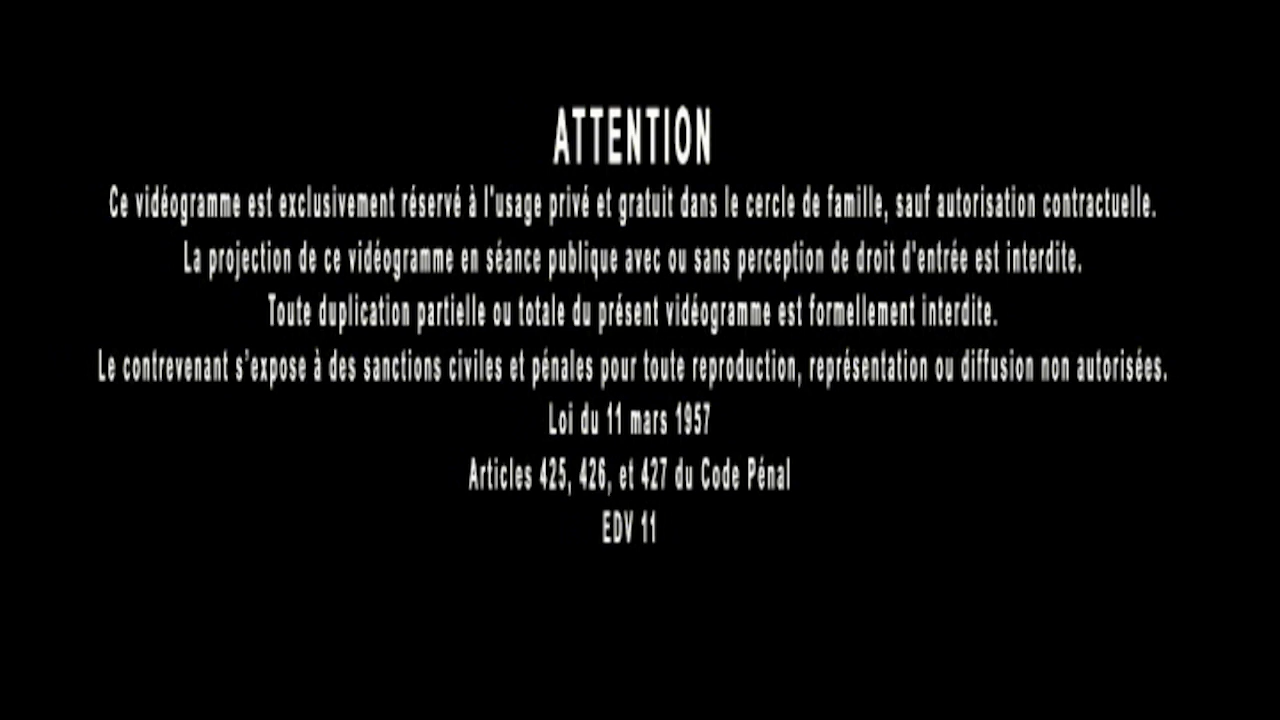 ATTENTION
Ce vidéogramme est exclusivement réservé à l'usage privé et gratuit dans le cercle de famille, sauf autorisation contractuelle.
La projection de ce vidéogramme en séance publique avec ou sans perception de droit d'entrée est interdite.
Toute duplication partielle ou totale du présent vidéogramme est formellement interdite.
Le contrevenant s'expose à des sanctions civiles et pénales pour toute reproduction, représentation ou diffusion non autorisées.
Loi du 11 mars 1957
Articles 425, 426, et 427 du Code Pénal
EDV 11